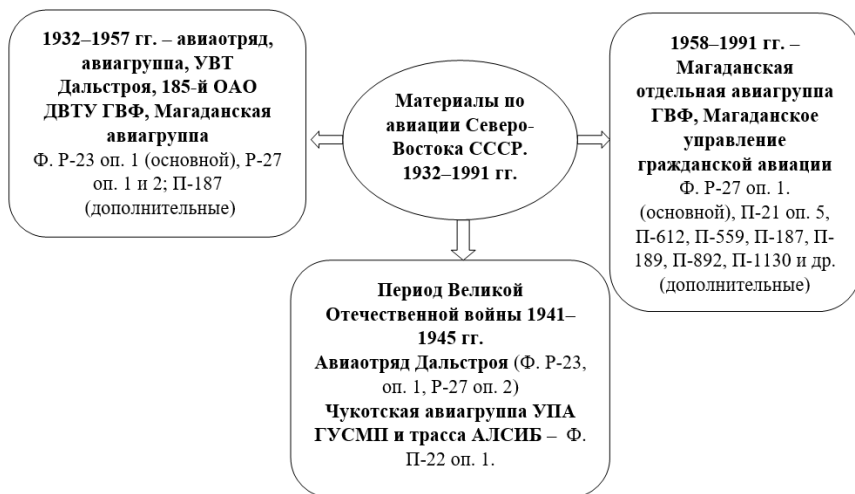 1932–1957 гг. – авиаотряд,
авиагруппа, УВТ
Дальстроя, 185-й ОАО
ДВТУ ГВФ, Магаданская
авиагруппа
Ф. Р-23 оп. 1 (основной), Р-27
оп. 1 и 2; П-187
(дополнительные)
Материалы по
авиации Северо-
Востока СССР.
1932–1991 гг.
1958–1991 гг. –
Магаданская
отдельная авиагруппа
ГВФ, Магаданское
управление
гражданской авиации
Ф. Р-27 оп. 1.
(основной), П-21 оп. 5,
П-612, П-559, П-187, П-
189, П-892, П-1130 и др.
(дополнительные)
Период Великой
Отечественной войны 1941–
1945 гг.
Авиаотряд Дальстроя (Ф. Р-23,
оп. 1, Р-27 оп. 2)
Чукотская авиагруппа УПА
ГУСМП и трасса АЛСИБ – Ф.
П-22 оп. 1.